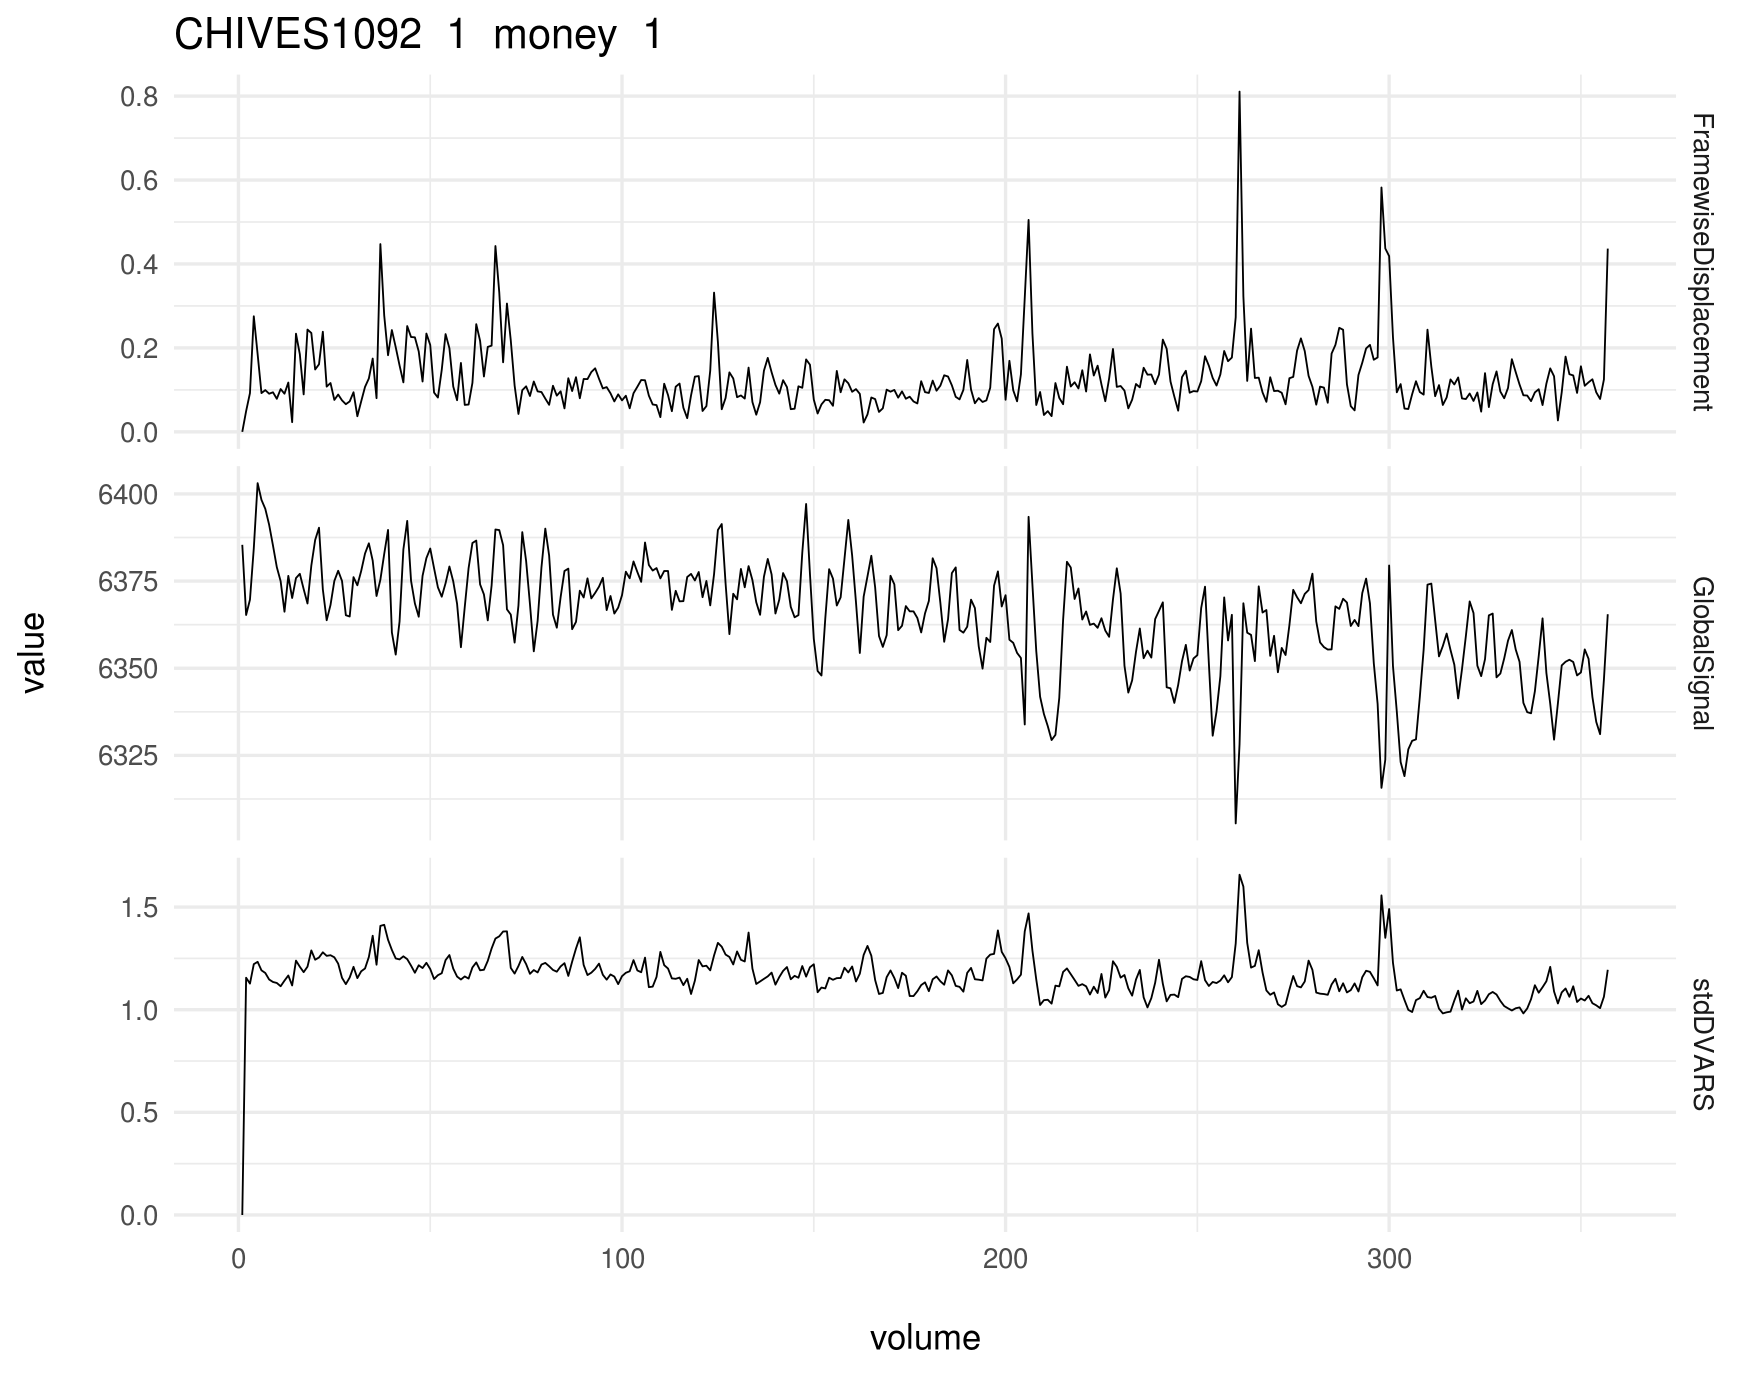 CHIVES1092 1 money 1
0.8
0.6
0.4
0.2
0.0
FramewiseDisplacement
6400
6375
6350
6325
GlobalSignal
1.5
1.0
0.5
0.0
stdDVARS
value
0 100 200 300
volume